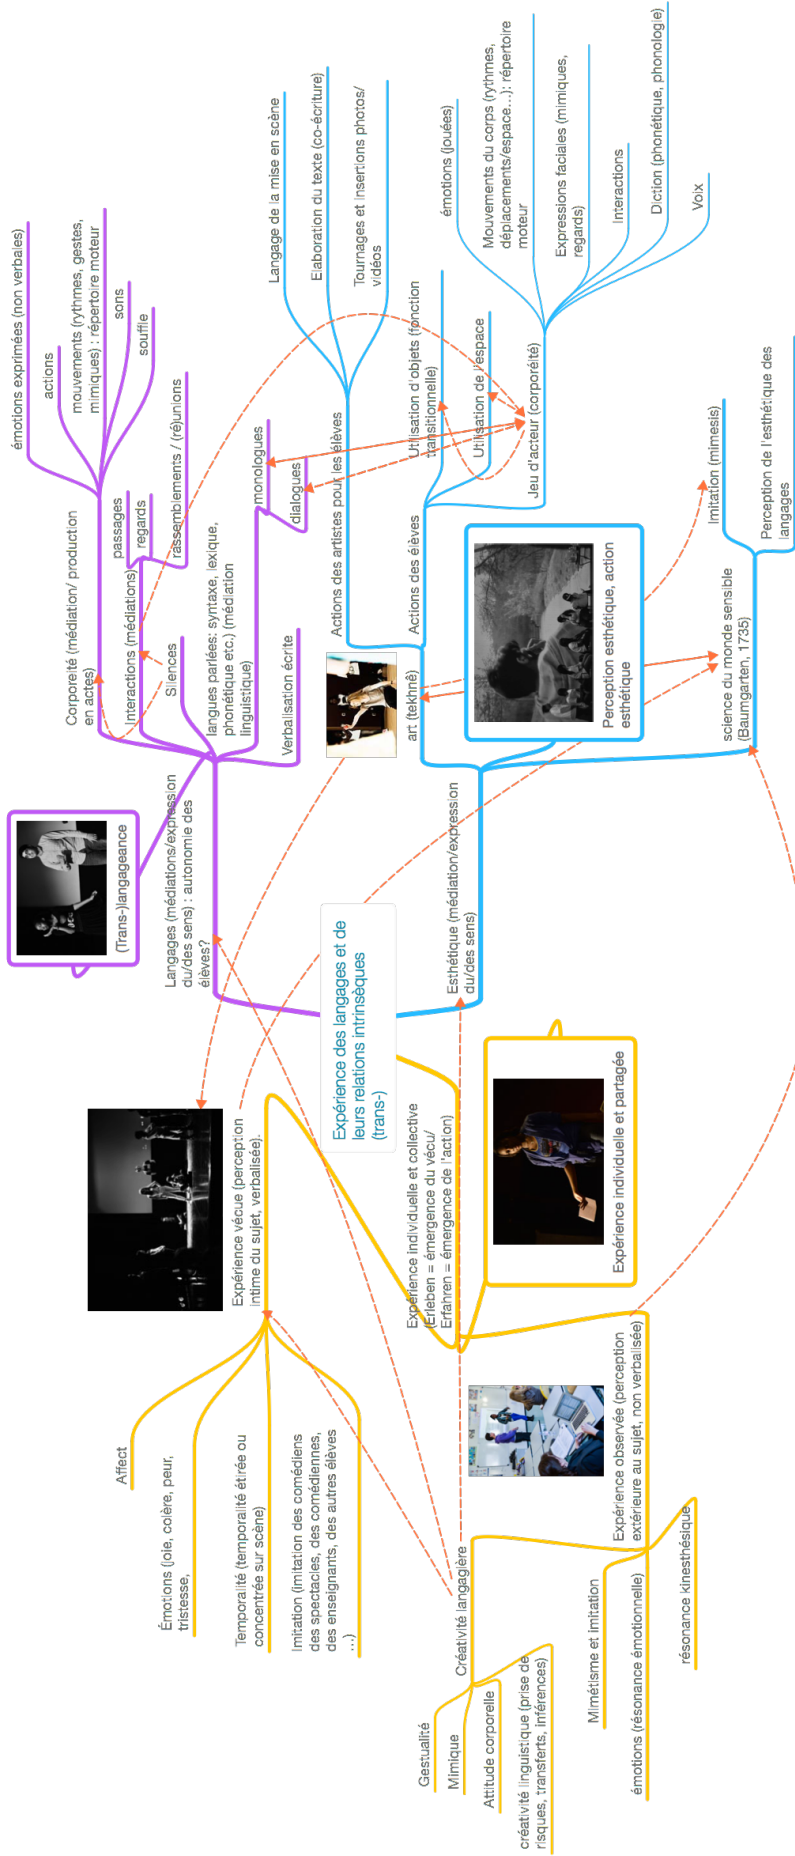 Expérience des langages et de
leurs relations intrinsèques
(trans-)
(Trans-)langageance
Langages (médiations/expression
du/des sens) : autonomie des
élèves?
Corporeité (médiation/ production
en actes)
émotions exprimées (non verbales)
actions
mouvements (rythmes, gestes,
mimiques) : répertoire moteur
sons
souffle
Interactions (médiations)
passages
regards
rassemblements / (ré)unions
Silences
langues parlées: syntaxe, lexique,
phonétique etc.) (médiation
linguistique)
monologues
dialogues
Verbalisation écrite
Esthétique (médiation/expression
du/des sens)
art (tekhnê)
Actions des artistes pour les élèves
Langage de la mise en scène
Elaboration du texte (co-écriture)
Tournages et insertions photos/
vidéos
Actions des élèves
Utilisation d'objets (fonction
transitionnelle)
Utilisation de l'espace
Jeu d'acteur (corporéité)
émotions (jouées)
Mouvements du corps (rythmes,
déplacements/espace...): répertoire
moteur
Expressions faciales (mimiques,
regards)
Interactions
Diction (phonétique, phonologie)
Voix
Perception esthétique, action
esthétique
science du monde sensible
(Baumgarten, 1735)
Imitation (mimesis)
Perception de l'esthétique des
langages
Expérience individuelle et collective
(Erleben = émergence du vécu/
Erfahren = émergence de l'action)
Expérience individuelle et partagée
Expérience vécue (perception
intime du sujet, verbalisée).
Affect
Émotions (joie, colère, peur,
tristesse,
Temporalité (temporalité étirée ou
concentrée sur scène)
Imitation (imitation des comédiens
des spectacles, des comédiennes,
des enseignants, des autres élèves
...)
Expérience observée (perception
extérieure au sujet, non verbalisée)
Créativité langagière
Gestualité
Mimique
Attitude corporelle
créativité linguistique (prise de
risques, transferts, inférences)
Mimétisme et imitation
émotions (résonance émotionnelle)
résonance kinesthésique